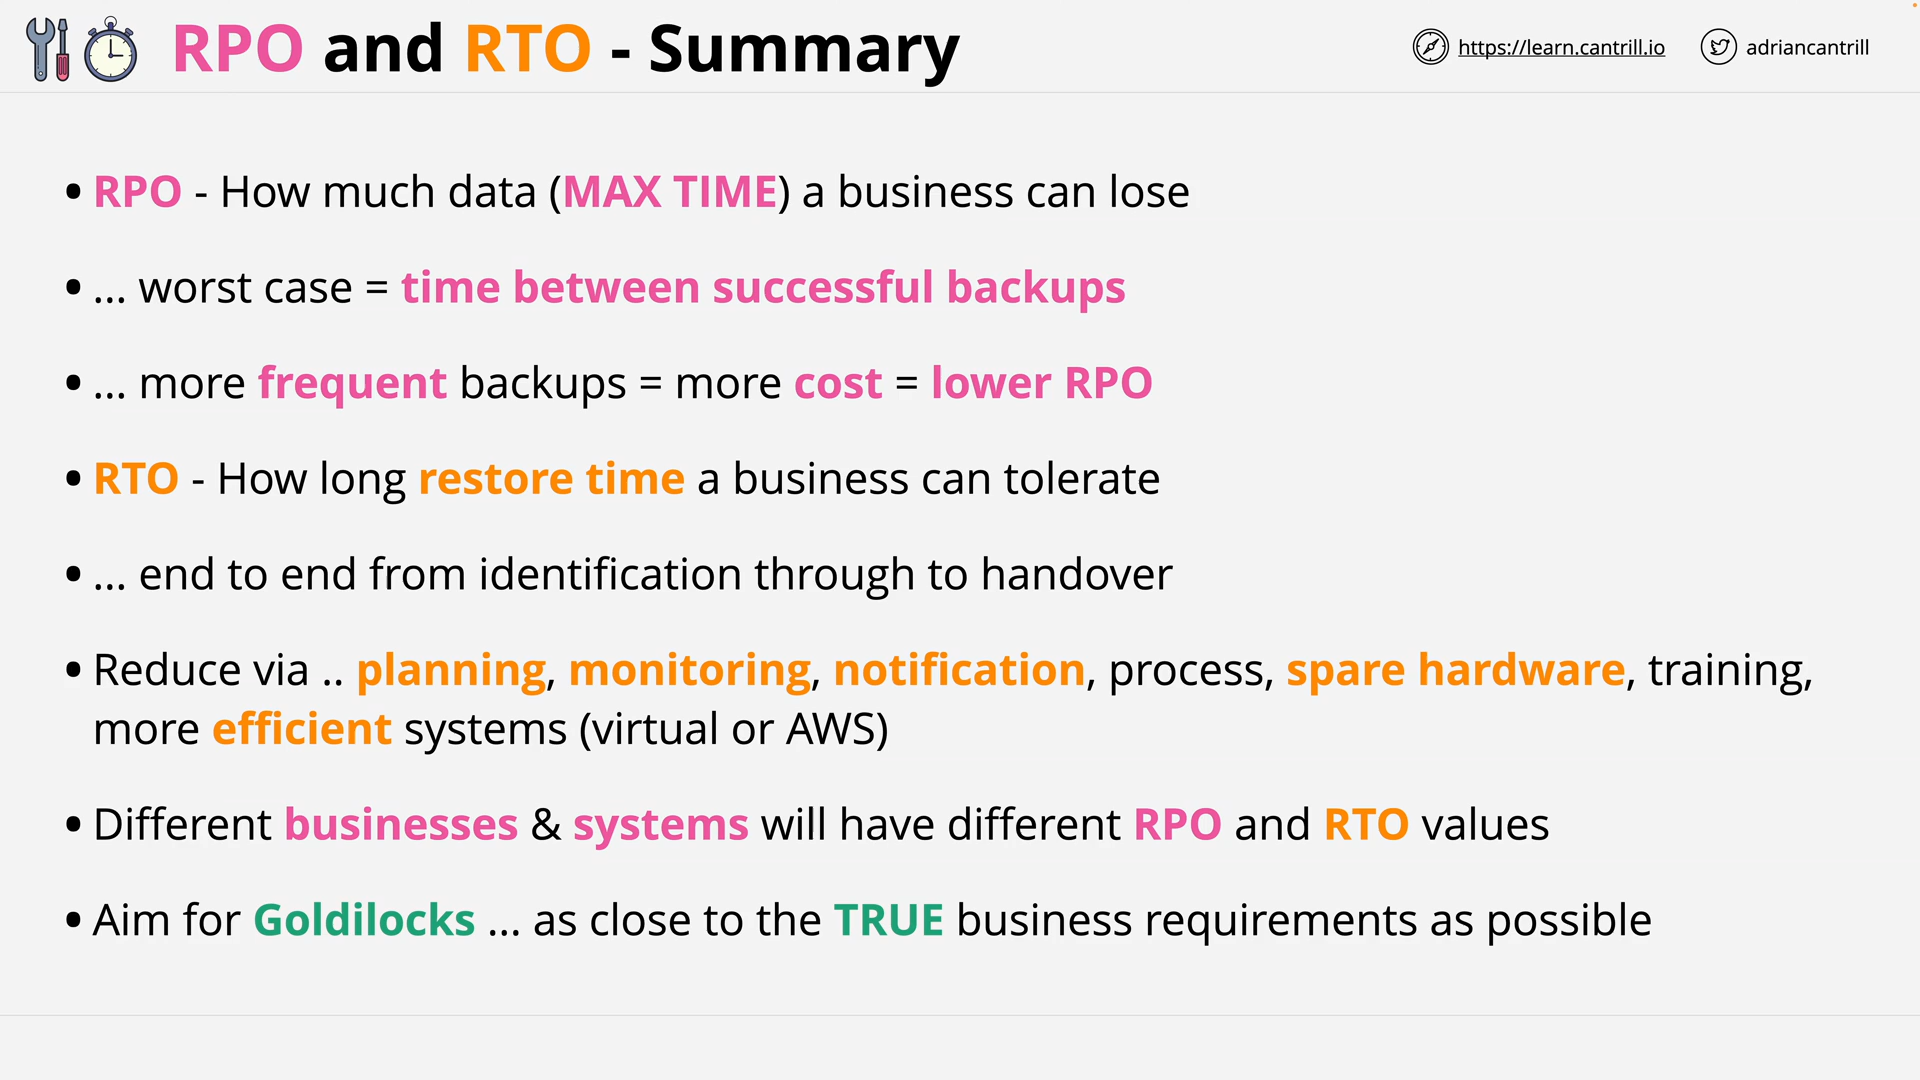 RPO and RTO - Summary
https://learn.cantrill.io
adriancantrill
• RPO - How much data (MAX TIME) a business can lose
• ... worst case = time between successful backups
• ... more frequent backups = more cost = lower RPO
• RTO - How long restore time a business can tolerate
• ... end to end from identification through to handover
• Reduce via .. planning, monitoring, notification, process, spare hardware, training,
more efficient systems (virtual or AWS)
• Different businesses & systems will have different RPO and RTO values
• Aim for Goldilocks ... as close to the TRUE business requirements as possible